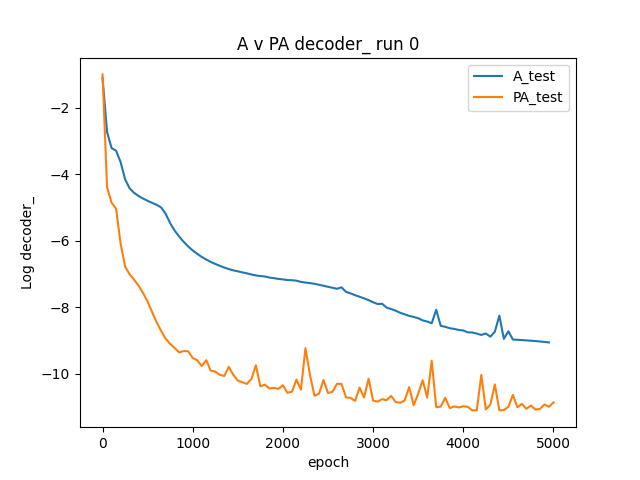 A v PA decoder_ run 0
A_test
PA_test
Log decoder_
−2
−4
−6
−8
−10
0
1000
2000
3000
4000
5000
epoch